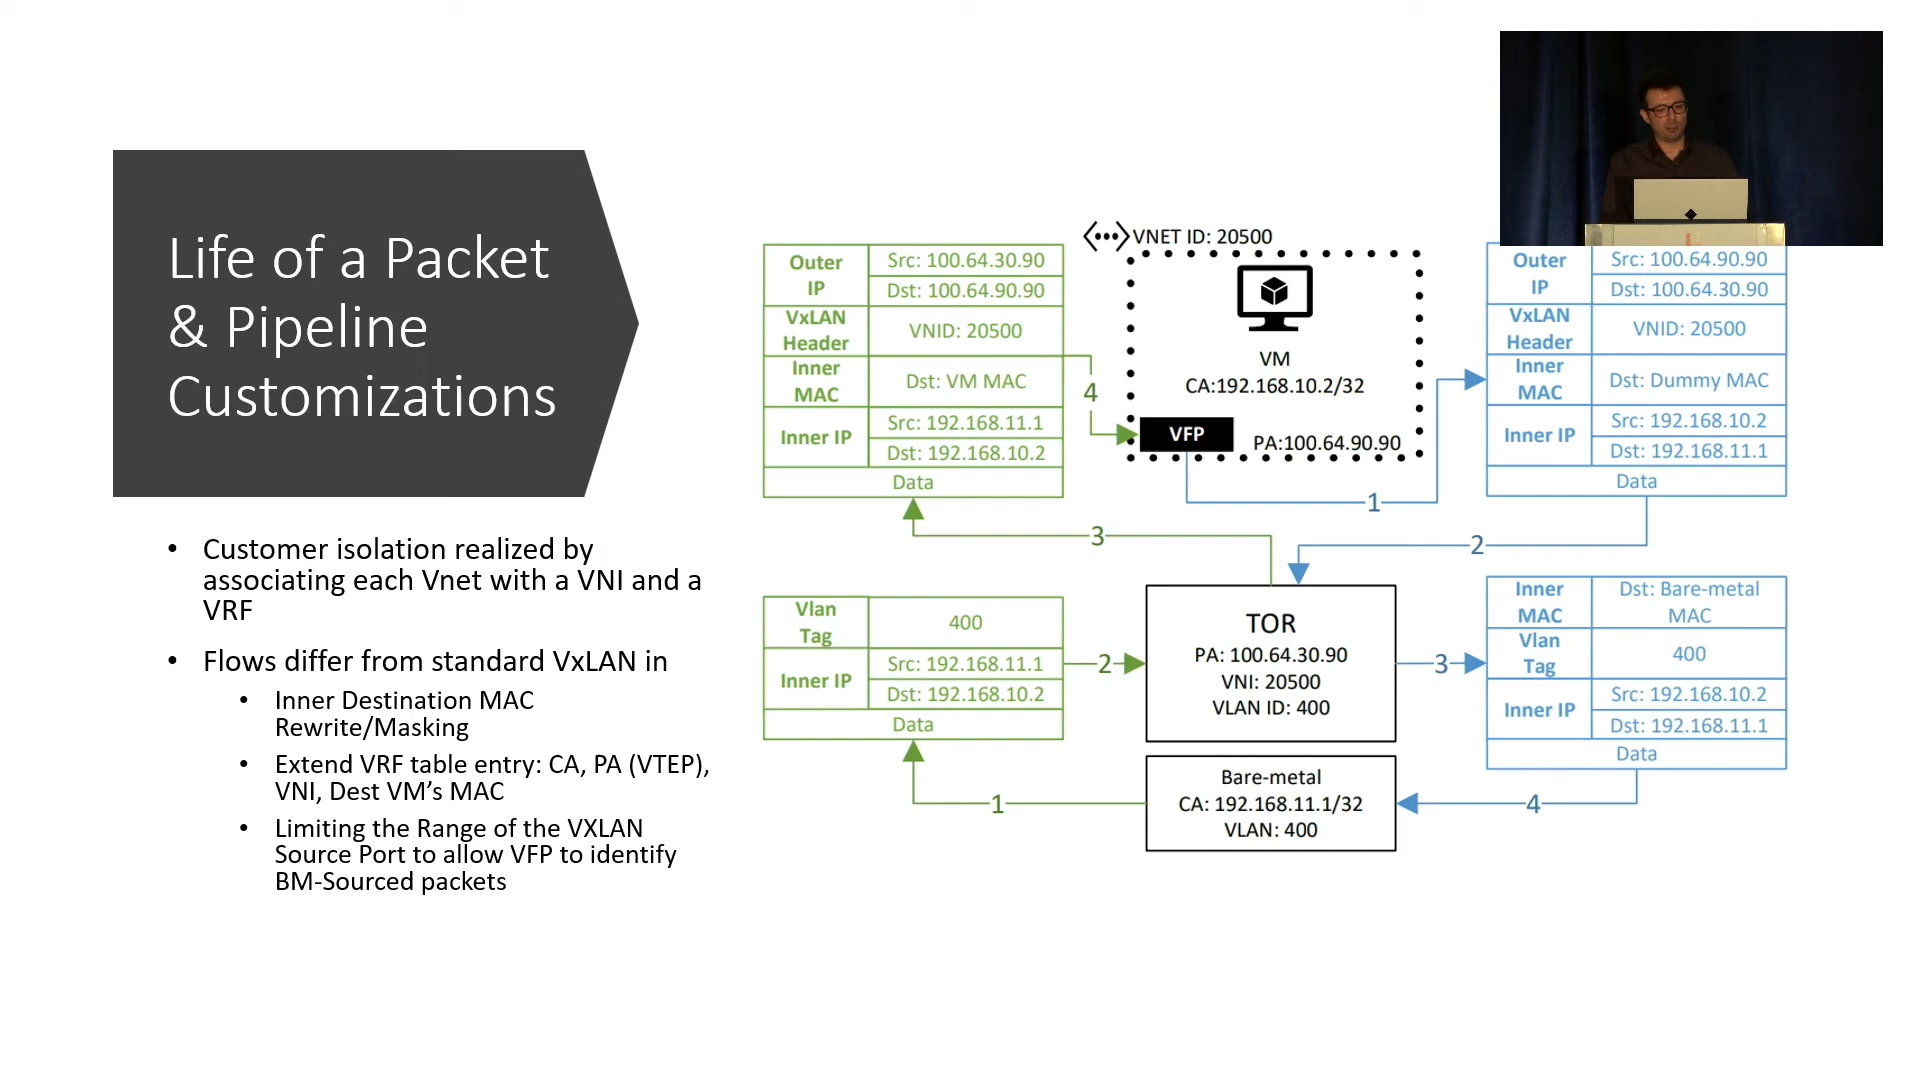 Life of a Packet
& Pipeline
Customizations
• Customer isolation realized by
associating each Vnet with a VNI and a
VRF
• Flows differ from standard VxLAN in
• Inner Destination MAC
Rewrite/Masking
• Extend VRF table entry: CA, PA (VTEP),
VNI, Dest VM’s MAC
• Limiting the Range of the VXLAN
Source Port to allow VFP to identify
BM-Sourced packets
Outer
IP
Src: 100.64.30.90
Dst: 100.64.90.90
VxLAN
Header
VNID: 20500
Inner
MAC
Dst: VM MAC
Inner IP
Src: 192.168.11.1
Dst: 192.168.10.2
Data
4
<···> VNET ID: 20500
VM
CA:192.168.10.2/32
VFP
PA:100.64.90.90
1
Outer
IP
Src: 100.64.90.90
Dst: 100.64.30.90
VxLAN
Header
VNID: 20500
Inner
MAC
Dst: Dummy MAC
Inner IP
Src: 192.168.10.2
Dst: 192.168.11.1
Data
3
2
Vlan
Tag
400
Inner IP
Src: 192.168.11.1
Dst: 192.168.10.2
Data
2
TOR
PA: 100.64.30.90
VNI: 20500
VLAN ID: 400
3
Inner
MAC
Dst: Bare-metal
MAC
Vlan
Tag
400
Inner IP
Src: 192.168.10.2
Dst: 192.168.11.1
Data
1
Bare-metal
CA: 192.168.11.1/32
VLAN: 400
4